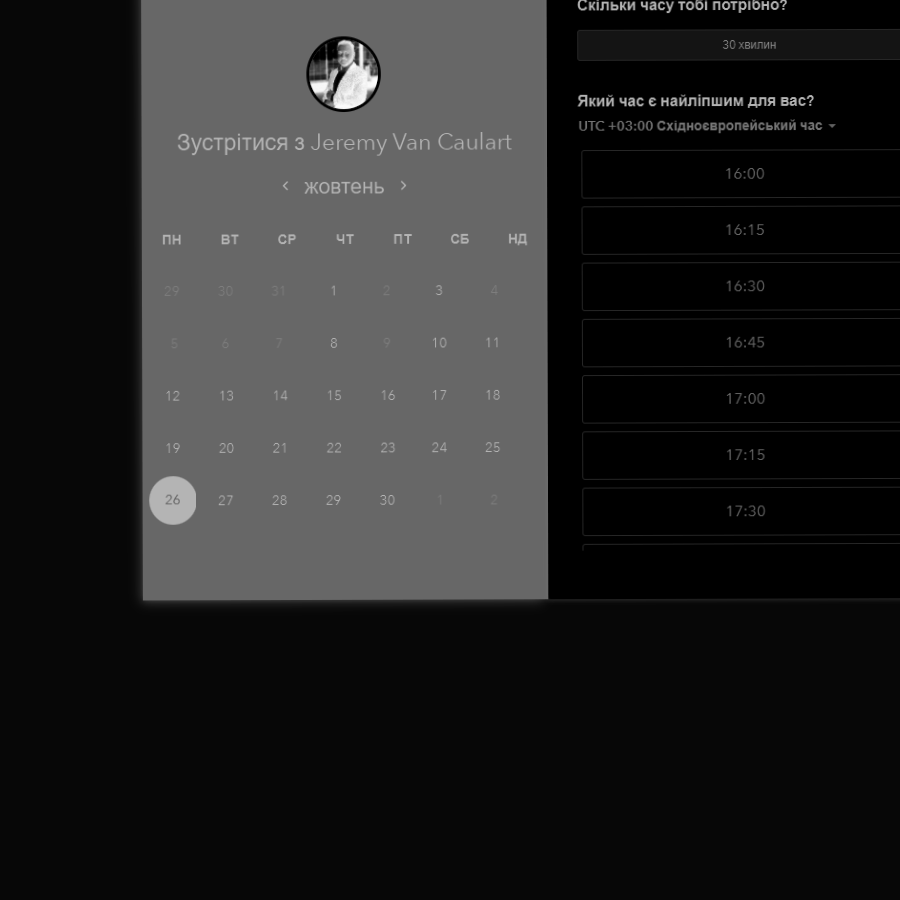 Зустрітися з Jeremy Van Caulart
‹ жовтень ›
ПН ВТ СР ЧТ ПТ СБ НД
29 30 31 1 2 3 4
5 6 7 8 9 10 11
12 13 14 15 16 17 18
19 20 21 22 23 24 25
26 27 28 29 30 1 2
Скільки часу тобі потрібно?
30 хвилин
Який час є найліпшим для вас?
UTC +03:00 Східноєвропейський час
16:00
16:15
16:30
16:45
17:00
17:15
17:30